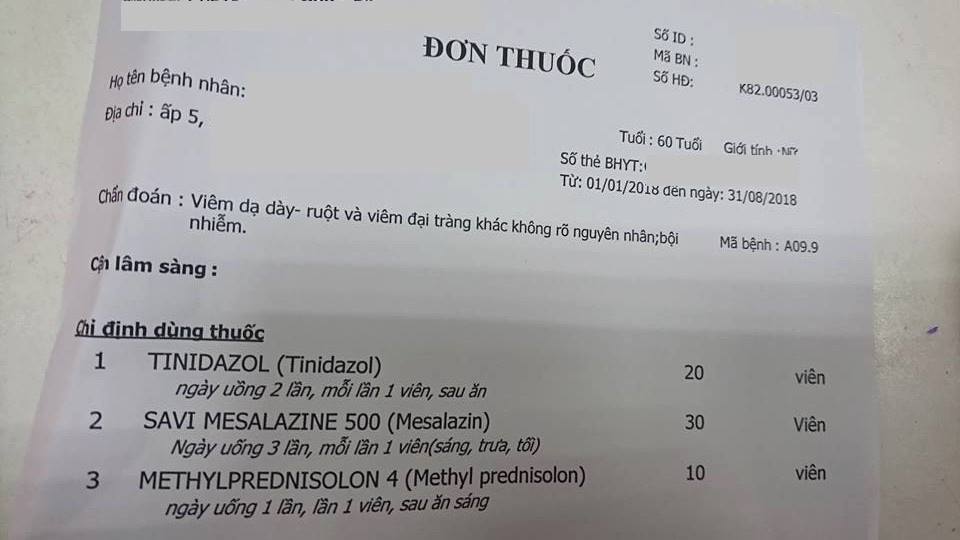 ĐƠN THUỐC
Số ID :
Mã BN :
Số HĐ: K82.00053/03
Họ tên bệnh nhân:
Địa chỉ : ấp 5,
Tuổi : 60 Tuổi Giới tính :
Số thẻ BHYT:
Từ: 01/01/2018 đến ngày: 31/08/2018
Chẩn đoán : Viêm dạ dày- ruột và viêm đại tràng khác không rõ nguyên nhân;bội
nhiễm.
Mã bệnh : A09.9
Cận lâm sàng :
Chỉ định dùng thuốc
1 TINIDAZOL (Tinidazol) 20 viên
ngày uồng 2 lần, mỗi lần 1 viên, sau ăn
2 SAVI MESALAZINE 500 (Mesalazin) 30 Viên
Ngày uống 3 lần, mỗi lần 1 viên(sáng, trưa, tối)
3 METHYLPREDNISOLON 4 (Methyl prednisolon) 10 viên
ngày uống 1 lần, lần 1 viên, sau ăn sáng